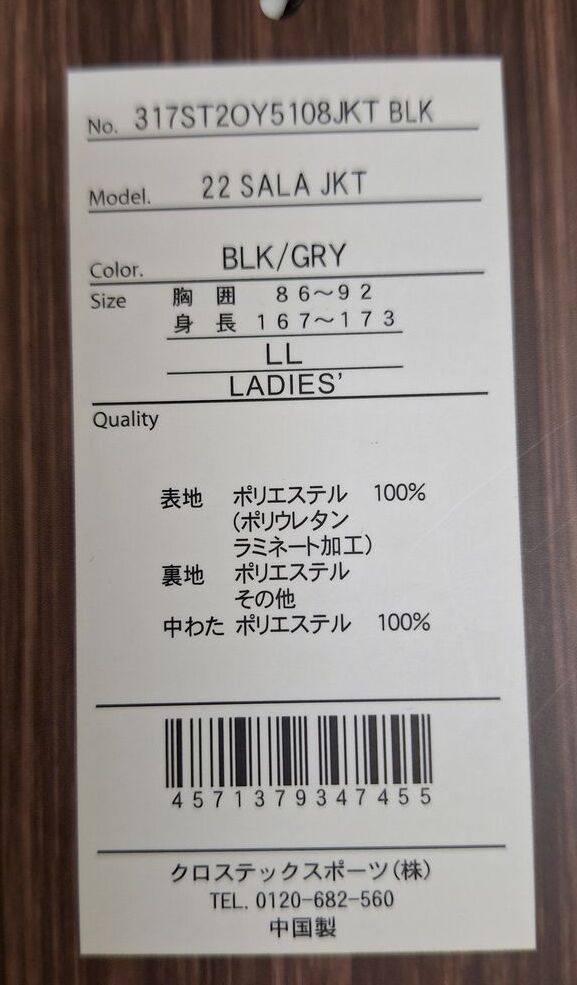 No. 317ST2OY5108JKT BLK
Model. 22 SALA JKT
Color. BLK/GRY
Size 胸囲 86～92
身長 167～173
LL
LADIES'
Quality
表地 ポリエステル 100%
(ポリウレタン
ラミネート加工)
裏地 ポリエステル
その他
中わた ポリエステル 100%
4571379347455
クロステックスポーツ(株)
TEL. 0120-682-560
中国製